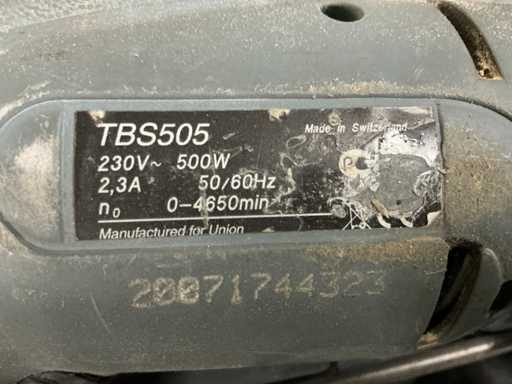 TBS505
Made in Switzerland
230V~ 500W
2,3A 50/60Hz
n₀ 0-4650min
Manufactured for Union
20071744323